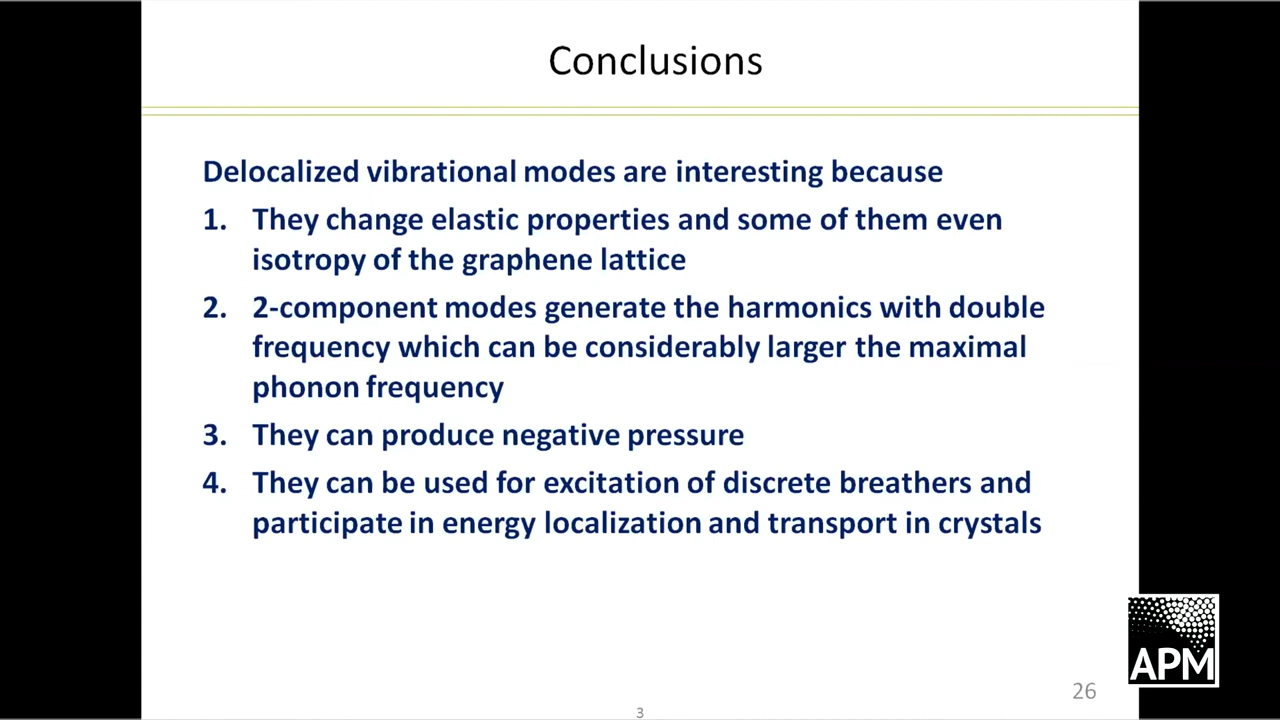 Conclusions
Delocalized vibrational modes are interesting because
1. They change elastic properties and some of them even
isotropy of the graphene lattice
2. 2-component modes generate the harmonics with double
frequency which can be considerably larger the maximal
phonon frequency
3. They can produce negative pressure
4. They can be used for excitation of discrete breathers and
participate in energy localization and transport in crystals
APM
26
3